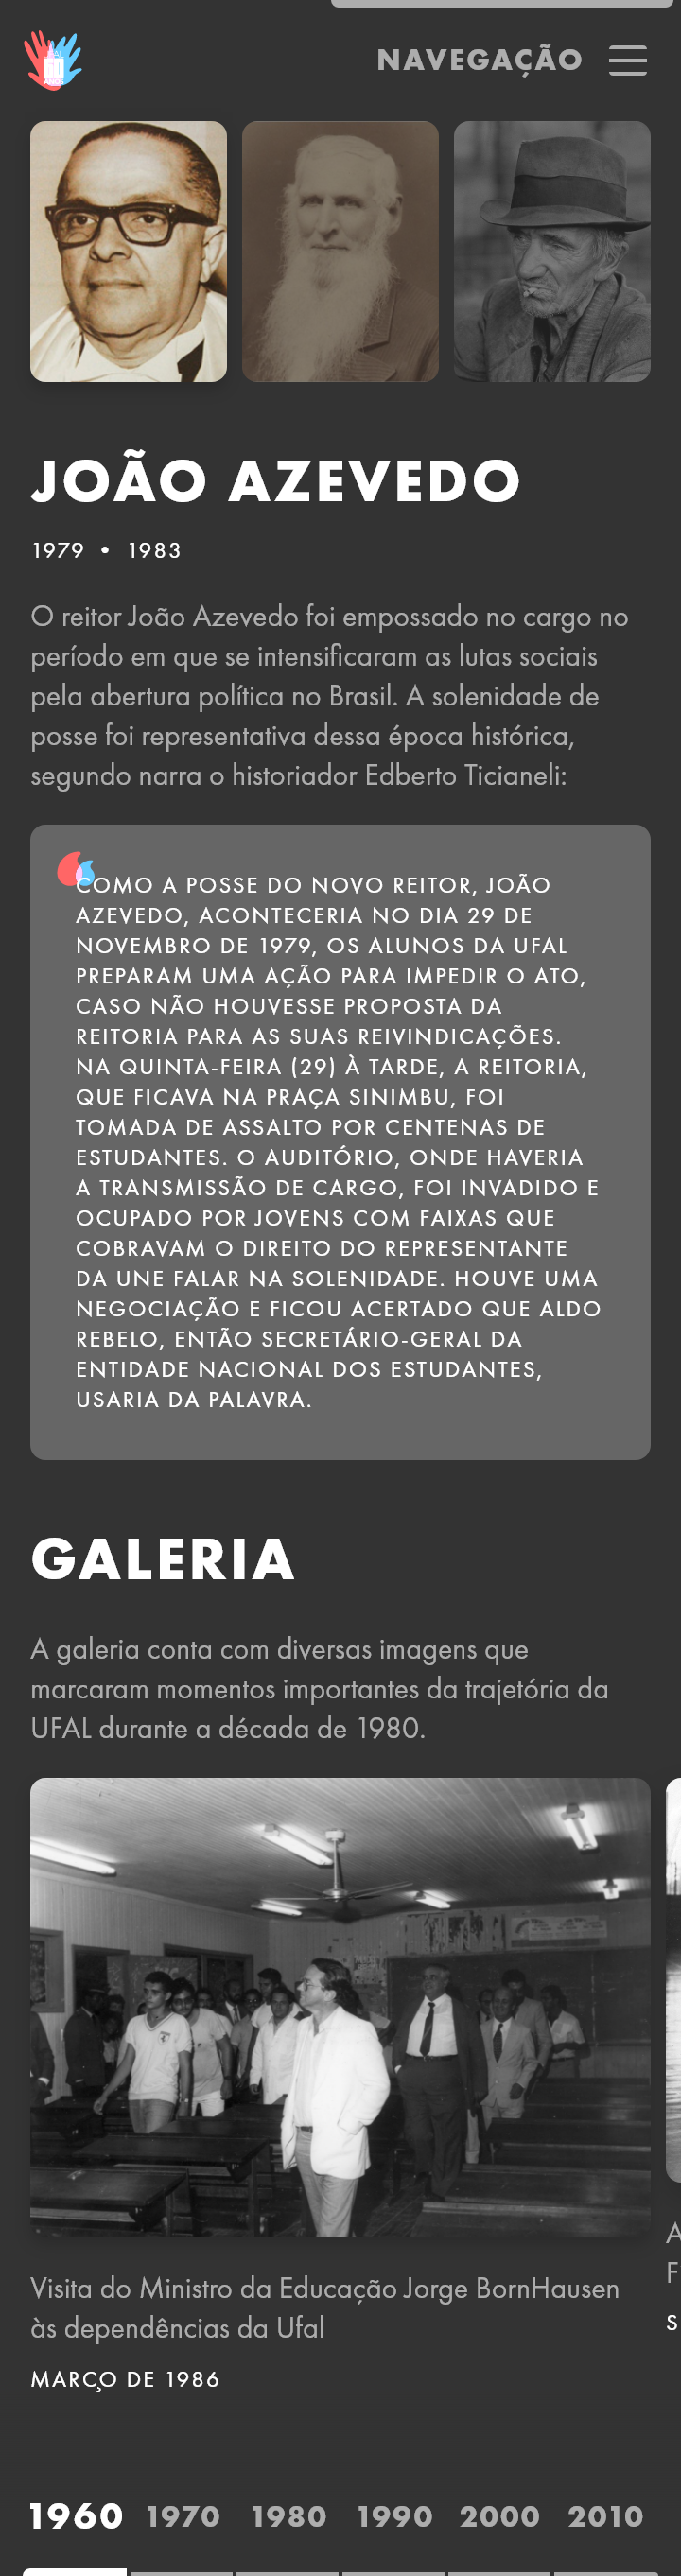 NAVEGAÇÃO
JOÃO AZEVEDO
1979 • 1983
O reitor João Azevedo foi empossado no cargo no
período em que se intensificaram as lutas sociais
pela abertura política no Brasil. A solenidade de
posse foi representativa dessa época histórica,
segundo narra o historiador Edberto Ticianeli:
COMO A POSSE DO NOVO REITOR, JOÃO
AZEVEDO, ACONTECERIA NO DIA 29 DE
NOVEMBRO DE 1979, OS ALUNOS DA UFAL
PREPARAM UMA AÇÃO PARA IMPEDIR O ATO,
CASO NÃO HOUVESSE PROPOSTA DA
REITORIA PARA AS SUAS REIVINDICAÇÕES.
NA QUINTA-FEIRA (29) À TARDE, A REITORIA,
QUE FICAVA NA PRAÇA SINIMBU, FOI
TOMADA DE ASSALTO POR CENTENAS DE
ESTUDANTES. O AUDITÓRIO, ONDE HAVERIA
A TRANSMISSÃO DE CARGO, FOI INVADIDO E
OCUPADO POR JOVENS COM FAIXAS QUE
COBRAVAM O DIREITO DO REPRESENTANTE
DA UNE FALAR NA SOLENIDADE. HOUVE UMA
NEGOCIAÇÃO E FICOU ACERTADO QUE ALDO
REBELO, ENTÃO SECRETÁRIO-GERAL DA
ENTIDADE NACIONAL DOS ESTUDANTES,
USARIA DA PALAVRA.
GALERIA
A galeria conta com diversas imagens que
marcaram momentos importantes da trajetória da
UFAL durante a década de 1980.
Visita do Ministro da Educação Jorge BornHausen
às dependências da Ufal
MARÇO DE 1986
1960 1970 1980 1990 2000 2010